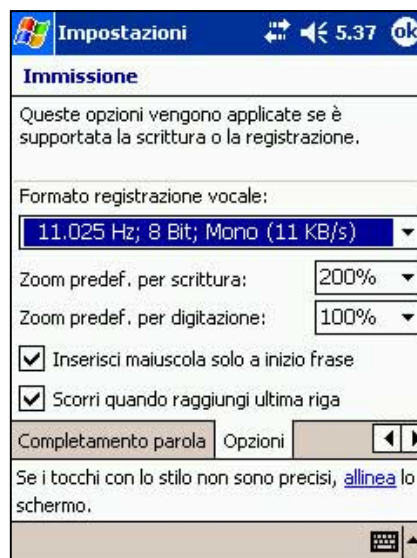 Impostazioni 5.37 ok
Immissione
Queste opzioni vengono applicate se è
supportata la scrittura o la registrazione.
Formato registrazione vocale:
11.025 Hz; 8 Bit; Mono (11 KB/s)
Zoom predef. per scrittura: 200%
Zoom predef. per digitazione: 100%
Inserisci maiuscola solo a inizio frase
Scorri quando raggiungi ultima riga
Completamento parola Opzioni
Se i tocchi con lo stilo non sono precisi, allinea lo
schermo.